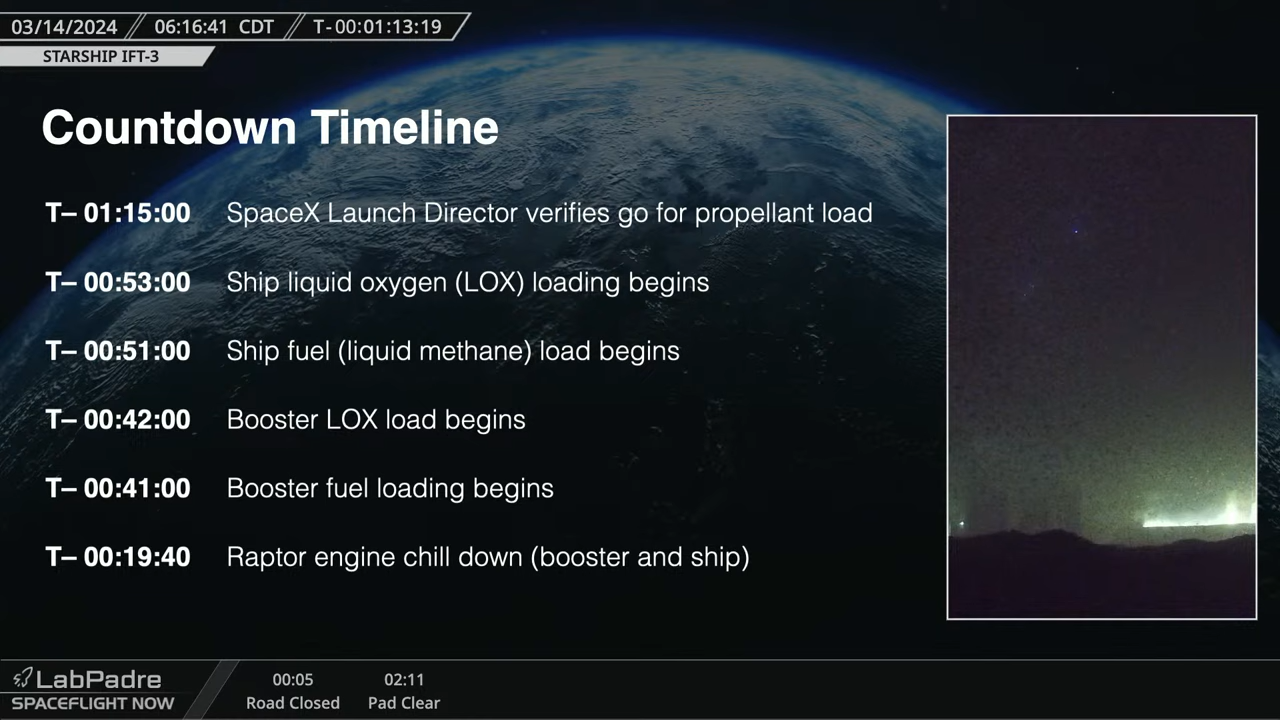 03/14/2024 // 06:16:41 CDT // T-00:01:13:19
STARSHIP IFT-3
Countdown Timeline
T– 01:15:00 SpaceX Launch Director verifies go for propellant load
T– 00:53:00 Ship liquid oxygen (LOX) loading begins
T– 00:51:00 Ship fuel (liquid methane) load begins
T– 00:42:00 Booster LOX load begins
T– 00:41:00 Booster fuel loading begins
T– 00:19:40 Raptor engine chill down (booster and ship)
LabPadre
SPACEFLIGHT NOW
00:05 02:11
Road Closed Pad Clear